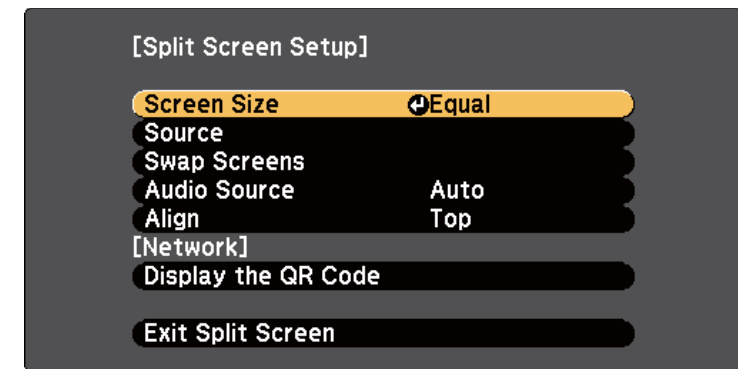 [Split Screen Setup]
Screen Size Equal
Source
Swap Screens
Audio Source Auto
Align Top
[Network]
Display the QR Code
Exit Split Screen